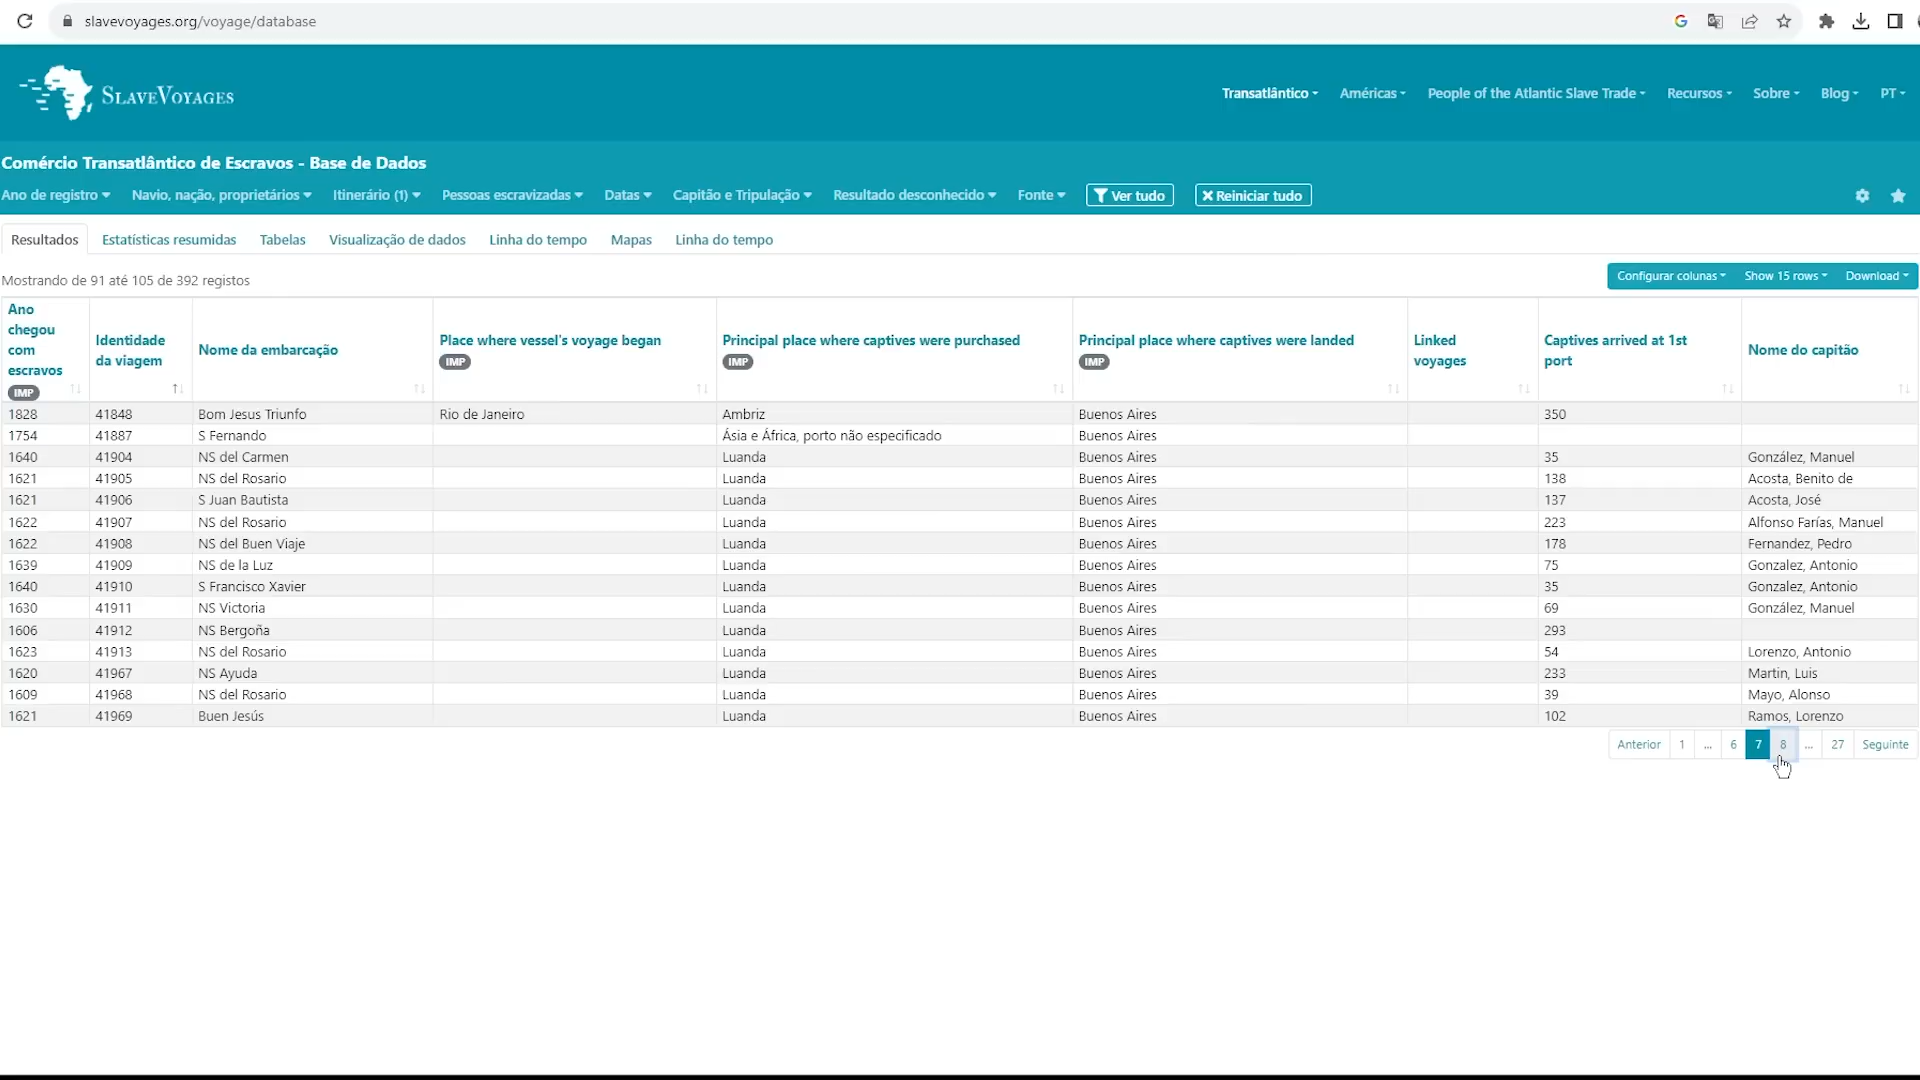 slavevoyages.org/voyage/database
SLAVEVOYAGES
Transatlântico Américas People of the Atlantic Slave Trade Recursos Sobre Blog PT
Comércio Transatlântico de Escravos - Base de Dados
Ano de registro Navio, nação, proprietários Itinerário (1) Pessoas escravizadas Datas Capitão e Tripulação Resultado desconhecido Fonte Ver tudo Reiniciar tudo
Resultados Estatísticas resumidas Tabelas Visualização de dados Linha do tempo Mapas Linha do tempo
Mostrando de 91 até 105 de 392 registos Configurar colunas Show 15 rows Download
Ano chegou com escravos IMP Identidade da viagem Nome da embarcação Place where vessel's voyage began IMP Principal place where captives were purchased IMP Principal place where captives were landed IMP Linked voyages Captives arrived at 1st port Nome do capitão
1828 41848 Bom Jesus Triunfo Rio de Janeiro Ambriz Buenos Aires 350
1754 41887 S Fernando Ásia e África, porto não especificado Buenos Aires
1640 41904 NS del Carmen Luanda Buenos Aires 35 González, Manuel
1621 41905 NS del Rosario Luanda Buenos Aires 138 Acosta, Benito de
1621 41906 S Juan Bautista Luanda Buenos Aires 137 Acosta, José
1622 41907 NS del Rosario Luanda Buenos Aires 223 Alfonso Farías, Manuel
1622 41908 NS del Buen Viaje Luanda Buenos Aires 178 Fernandez, Pedro
1639 41909 NS de la Luz Luanda Buenos Aires 75 Gonzalez, Antonio
1640 41910 S Francisco Xavier Luanda Buenos Aires 35 Gonzalez, Antonio
1630 41911 NS Victoria Luanda Buenos Aires 69 González, Manuel
1606 41912 NS Bergoña Luanda Buenos Aires 293
1623 41913 NS del Rosario Luanda Buenos Aires 54 Lorenzo, Antonio
1620 41967 NS Ayuda Luanda Buenos Aires 233 Martin, Luis
1609 41968 NS del Rosario Luanda Buenos Aires 39 Mayo, Alonso
1621 41969 Buen Jesús Luanda Buenos Aires 102 Ramos, Lorenzo
Anterior 1 ... 6 7 8 ... 27 Seguinte